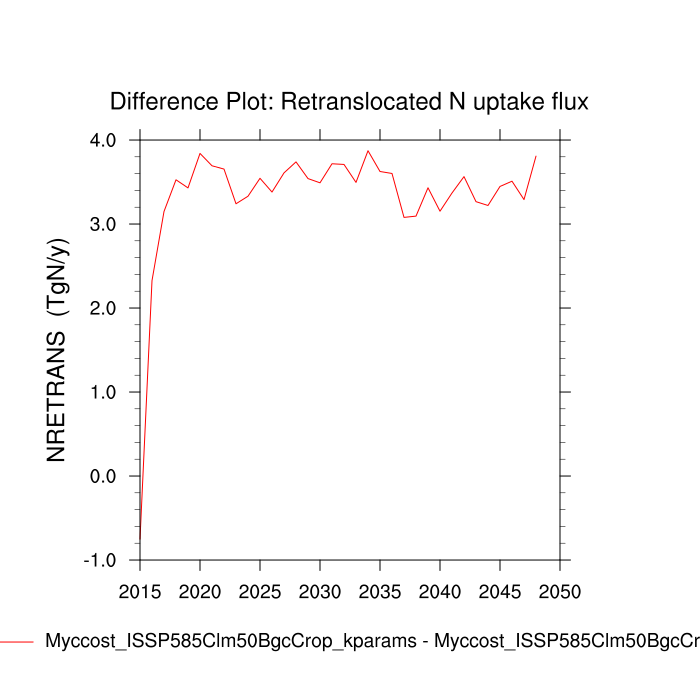 Difference Plot: Retranslocated N uptake flux
NRETRANS (TgN/y)
4.0
3.0
2.0
1.0
0.0
-1.0
2015 2020 2025 2030 2035 2040 2045 2050
Myccost_ISSP585Clm50BgcCrop_kparams - Myccost_ISSP585Clm50BgcCr